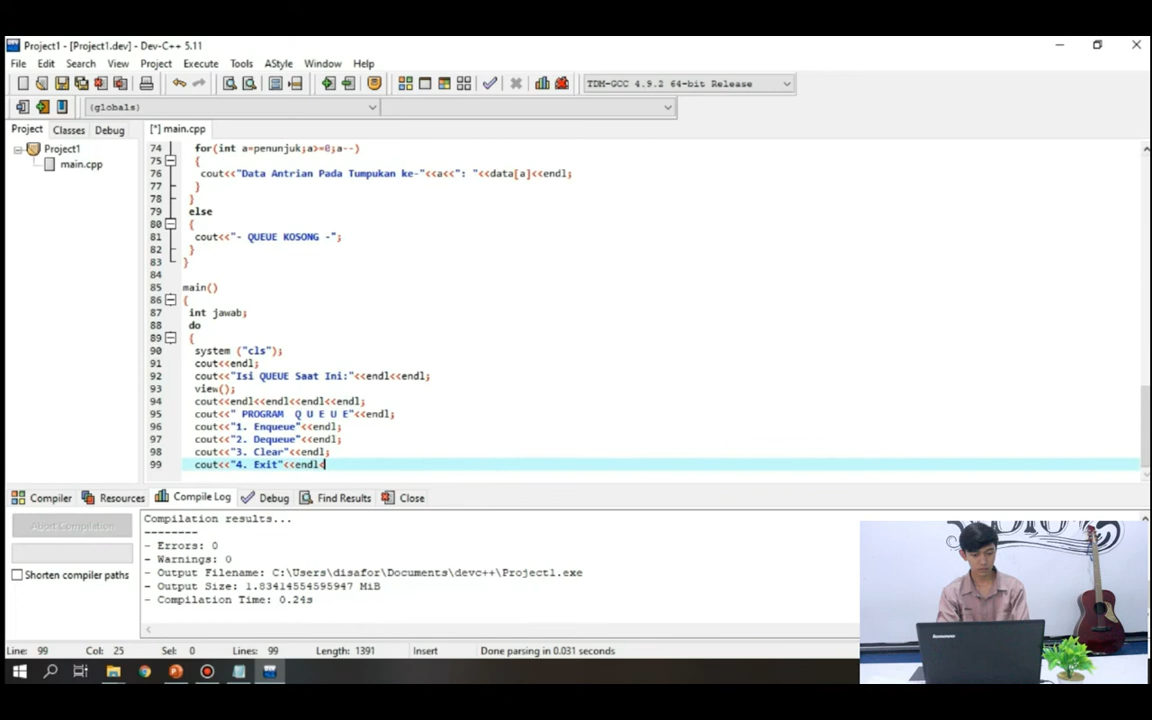 Project1 - [Project1.dev] - Dev-C++ 5.11
File Edit Search View Project Execute Tools AStyle Window Help
TDM-GCC 4.9.2 64-bit Release
(globals)
Project Classes Debug
[*] main.cpp
Project1
main.cpp
74 for(int a=penunjuk;a>=0;a--)
75 {
76 cout<<"Data Antrian Pada Tumpukan ke-"<<a<<": "<<data[a]<<endl;
77 }
78 }
79 else
80 {
81 cout<<"- QUEUE KOSONG -";
82 }
83 }
84
85 main()
86 {
87 int jawab;
88 do
89 {
90 system ("cls");
91 cout<<endl;
92 cout<<"Isi QUEUE Saat Ini:"<<endl<<endl;
93 view();
94 cout<<endl<<endl<<endl<<endl;
95 cout<<" PROGRAM  Q U E U E"<<endl;
96 cout<<"1. Enqueue"<<endl;
97 cout<<"2. Dequeue"<<endl;
98 cout<<"3. Clear"<<endl;
99 cout<<"4. Exit"<<endl<
Compiler Resources Compile Log Debug Find Results Close
Abort Compilation
Shorten compiler paths
Compilation results...
--------
- Errors: 0
- Warnings: 0
- Output Filename: C:\Users\disafor\Documents\devc++\Project1.exe
- Output Size: 1.83414554595947 MiB
- Compilation Time: 0.24s
Line: 99 Col: 25 Sel: 0 Lines: 99 Length: 1391 Insert Done parsing in 0.031 seconds
lenovo